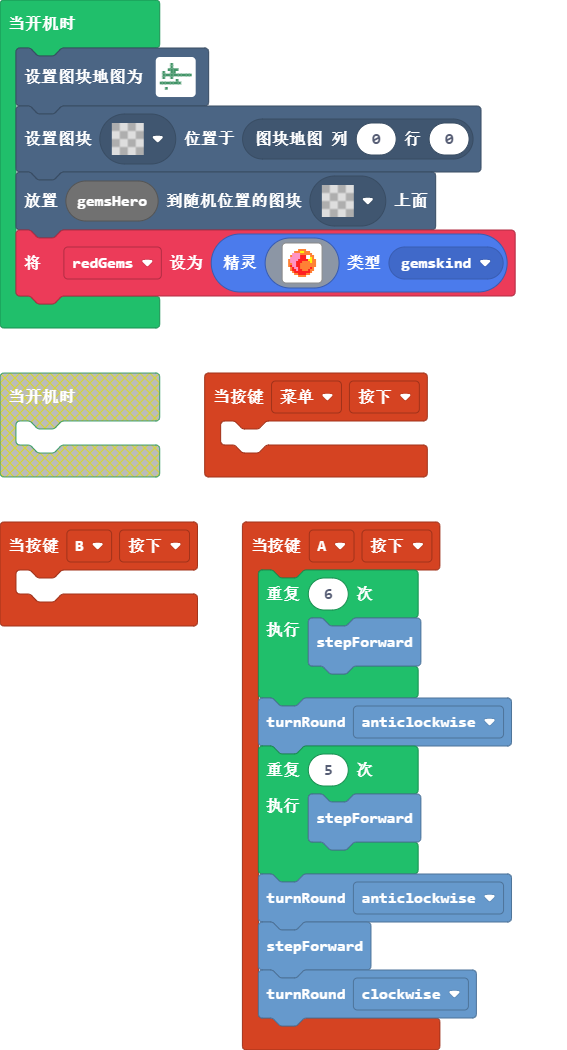 当开机时
设置图块地图为
设置图块 位置于 图块地图 列 0 行 0
放置 gemsHero 到随机位置的图块 上面
将 redGems 设为 精灵 类型 gemskind
当开机时
当按键 菜单 按下
当按键 B 按下
当按键 A 按下
重复 6 次
执行 stepForward
turnRound anticlockwise
重复 5 次
执行 stepForward
turnRound anticlockwise
stepForward
turnRound clockwise